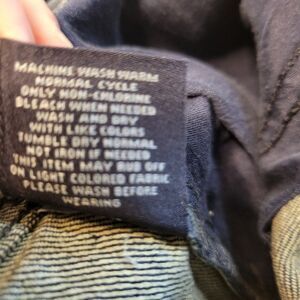 MACHINE WASH WARM
NORMAL CYCLE
ONLY NON-CHLORINE
BLEACH WHEN NEEDED
WASH AND DRY
WITH LIKE COLORS
TUMBLE DRY NORMAL
HOT IRON IF NEEDED
THIS ITEM MAY RUB OFF
ON LIGHT COLORED FABRIC
PLEASE WASH BEFORE
WEARING